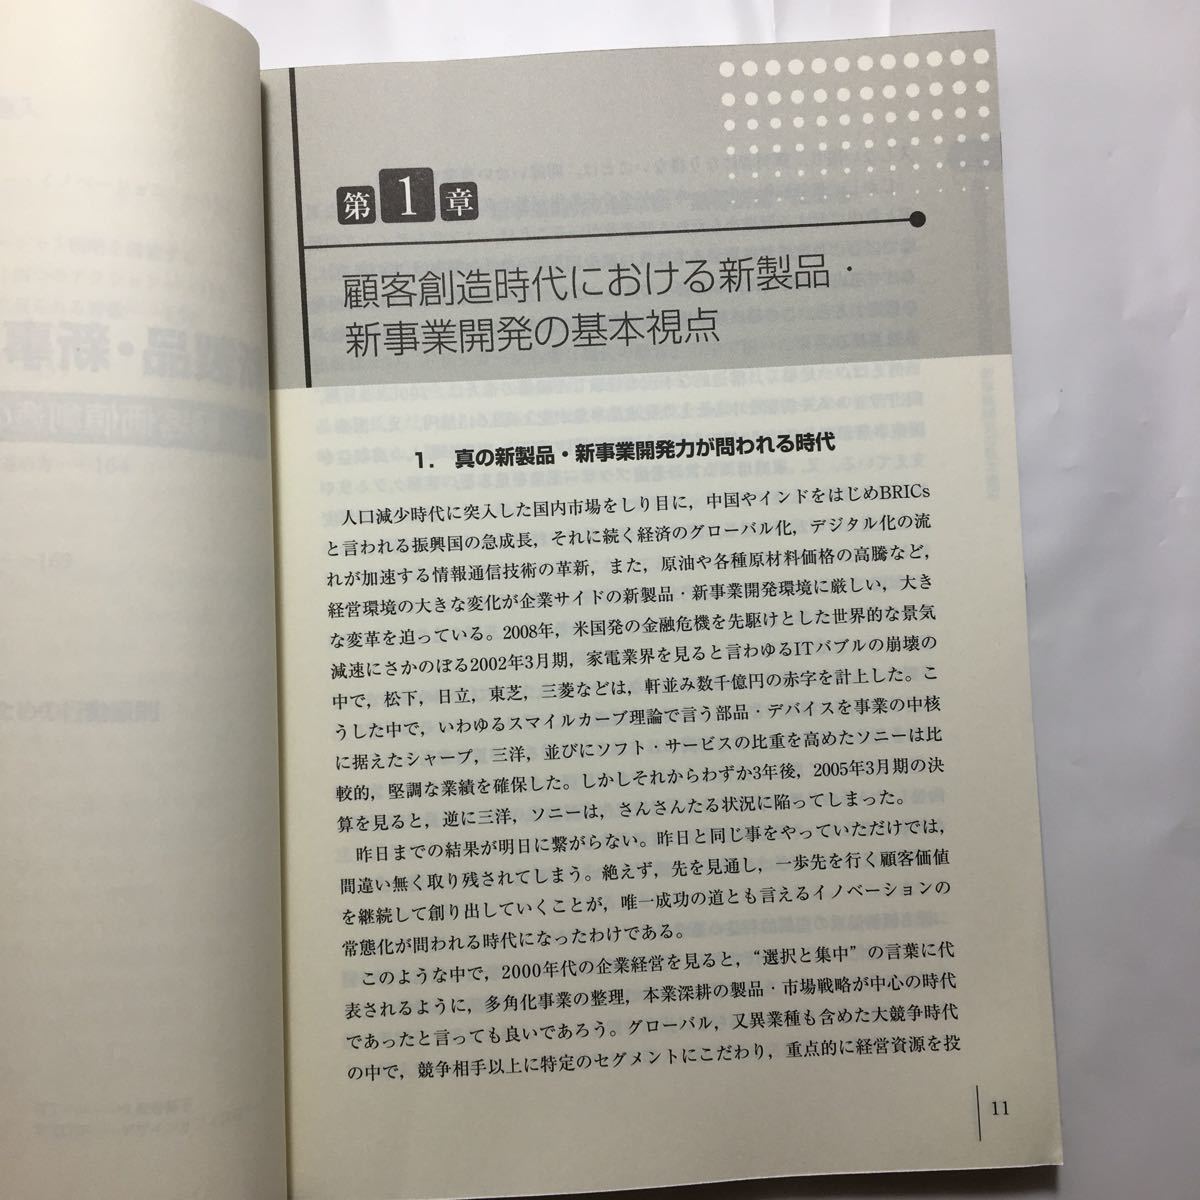 第1章
顧客創造時代における新製品・
新事業開発の基本視点
1. 真の新製品・新事業開発力が問われる時代
人口減少時代に突入した国内市場をしり目に，中国やインドをはじめBRICs
と言われる振興国の急成長，それに続く経済のグローバル化，デジタル化の流
れが加速する情報通信技術の革新，また，原油や各種原材料価格の高騰など，
経営環境の大きな変化が企業サイドの新製品・新事業開発環境に厳しい，大き
な変革を迫っている。2008年，米国発の金融危機を先駆けとした世界的な景気
減速にさかのぼる2002年3月期，家電業界を見ると言わゆるITバブルの崩壊の
中で，松下，日立，東芝，三菱などは，軒並み数千億円の赤字を計上した。こ
うした中で，いわゆるスマイルカーブ理論で言う部品・デバイスを事業の中核
に据えたシャープ，三洋，並びにソフト・サービスの比重を高めたソニーは比
較的，堅調な業績を確保した。しかしそれからわずか3年後，2005年3月期の決
算を見ると，逆に三洋，ソニーは，さんさんたる状況に陥ってしまった。
昨日までの結果が明日に繋がらない。昨日と同じ事をやっていただけでは，
間違い無く取り残されてしまう。絶えず，先を見通し，一歩先を行く顧客価値
を継続して創り出していくことが，唯一成功の道とも言えるイノベーションの
常態化が問われる時代になったわけである。
このような中で，2000年代の企業経営を見ると，“選択と集中”の言葉に代
表されるように，多角化事業の整理，本業深耕の製品・市場戦略が中心の時代
であったと言っても良いであろう。グローバル，又異業種も含めた大競争時代
の中で，競争相手以上に特定のセグメントにこだわり，重点的に経営資源を投
11